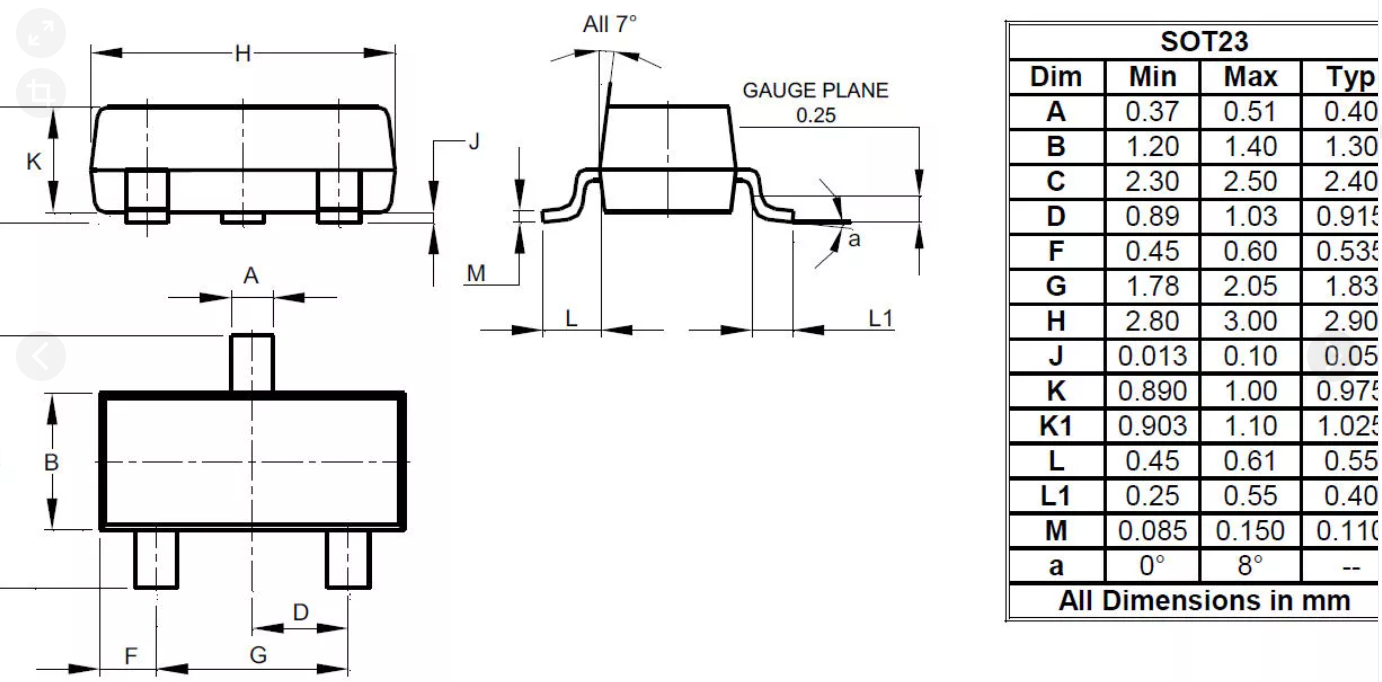 All 7°
H
GAUGE PLANE
0.25
J
K
a
M
A
L
L1
B
D
F
G
SOT23
Dim Min Max Typ
A 0.37 0.51 0.40
B 1.20 1.40 1.30
C 2.30 2.50 2.40
D 0.89 1.03 0.915
F 0.45 0.60 0.535
G 1.78 2.05 1.83
H 2.80 3.00 2.90
J 0.013 0.10 0.05
K 0.890 1.00 0.975
K1 0.903 1.10 1.025
L 0.45 0.61 0.55
L1 0.25 0.55 0.40
M 0.085 0.150 0.110
a 0° 8° --
All Dimensions in mm